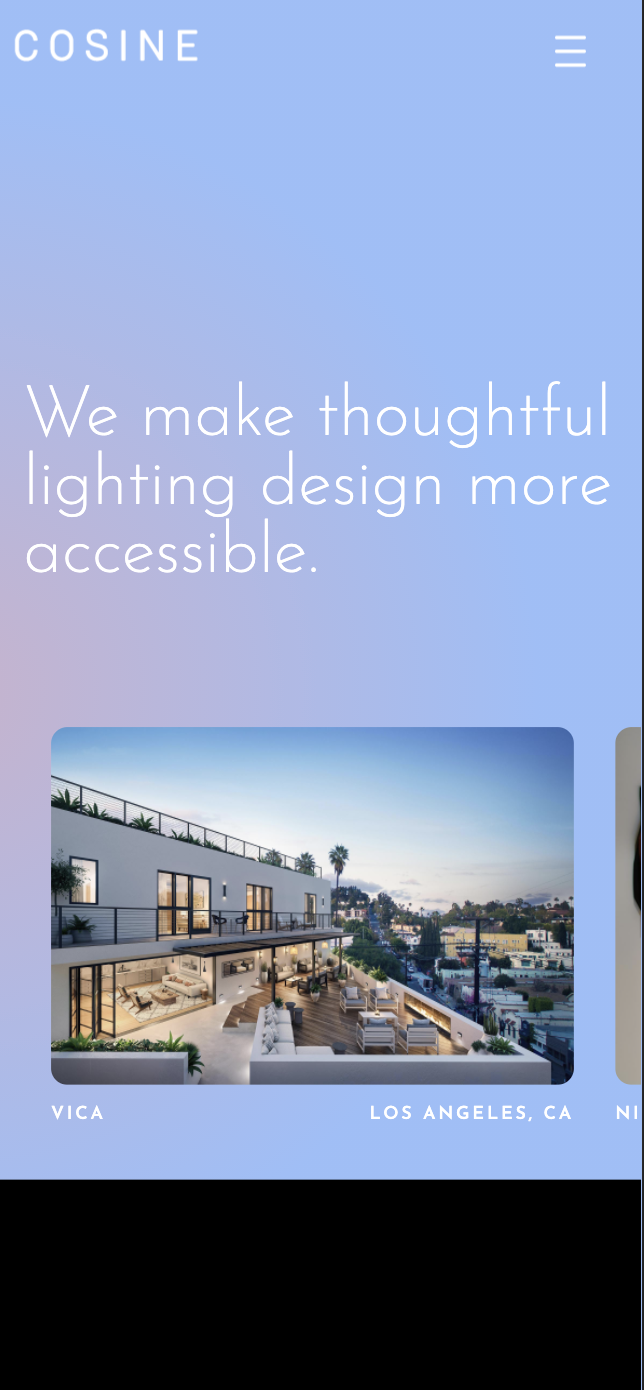 COSINE
We make thoughtful
lighting design more
accessible.
VICA
LOS ANGELES, CA